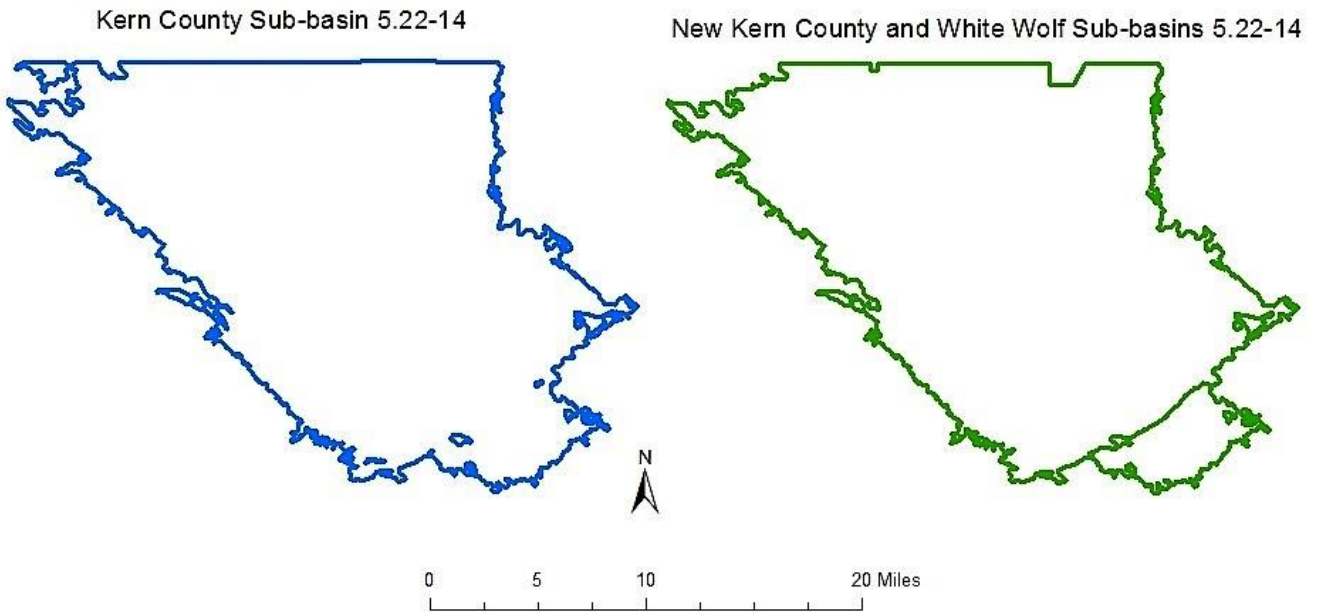 Kern County Sub-basin 5.22-14
New Kern County and White Wolf Sub-basins 5.22-14
N
0 5 10 20 Miles